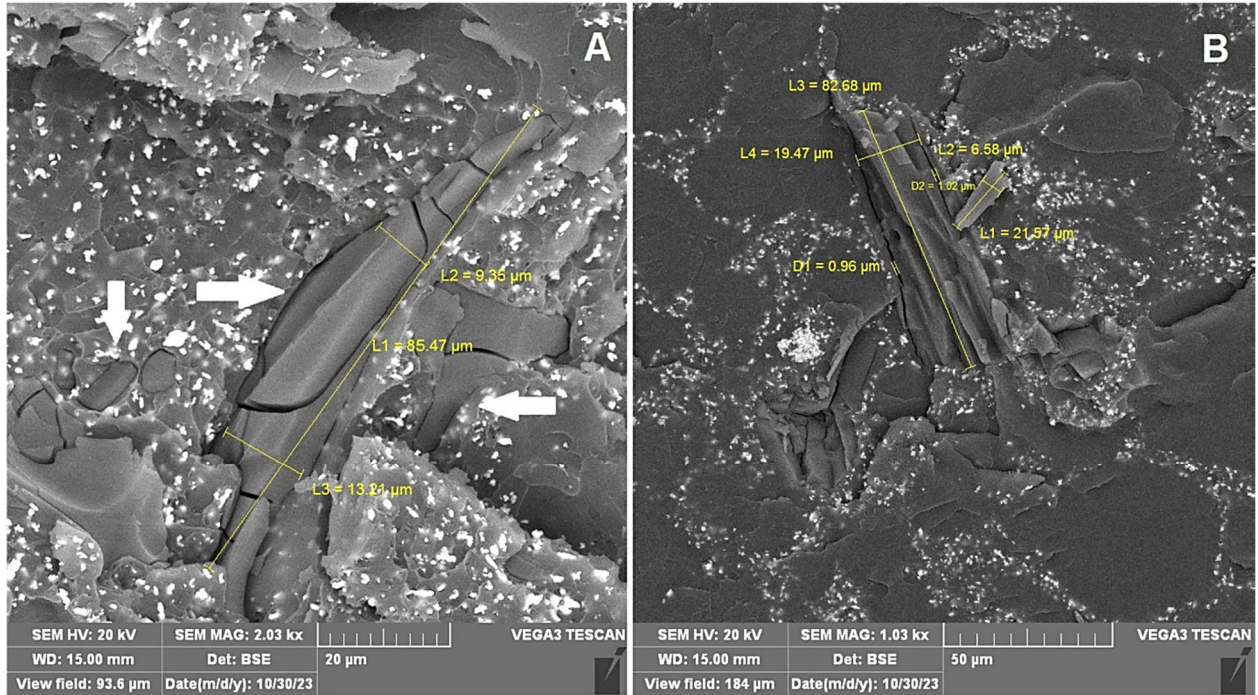 A
L2 = 9.35 µm
L1 = 85.47 µm
L3 = 13.21 µm
SEM HV: 20 kV
SEM MAG: 2.03 kx
VEGA3 TESCAN
WD: 15.00 mm
Det: BSE
20 µm
View field: 93.6 µm
Date(m/d/y): 10/30/23
B
L3 = 82.68 µm
L4 = 19.47 µm
L2 = 6.58 µm
D2 = 1.02 µm
L1 = 21.57 µm
D1 = 0.96 µm
SEM HV: 20 kV
SEM MAG: 1.03 kx
VEGA3 TESCAN
WD: 15.00 mm
Det: BSE
50 µm
View field: 184 µm
Date(m/d/y): 10/30/23